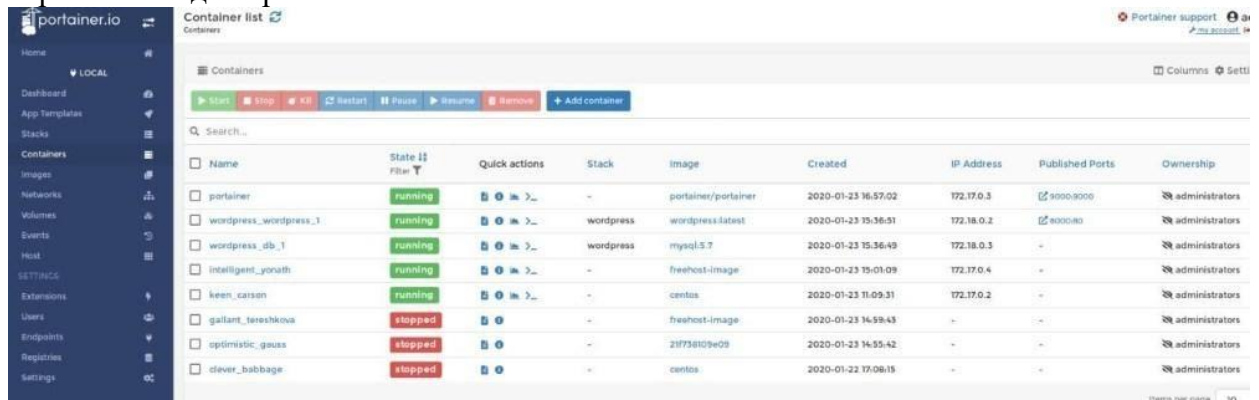 portainer.io
Container list
Containers
Portainer support
my account
Home
LOCAL
Dashboard
App Templates
Stacks
Containers
Images
Networks
Volumes
Events
Host
SETTINGS
Extensions
Users
Endpoints
Registries
Settings
Containers
Columns Setti
Start Stop Kill Restart Pause Resume Remove + Add container
Search...
Name State Filter Quick actions Stack Image Created IP Address Published Ports Ownership
portainer running - portainer/portainer 2020-01-23 16:57:02 172.17.0.3 9000:9000 administrators
wordpress_wordpress_1 running wordpress wordpress:latest 2020-01-23 15:36:51 172.18.0.2 8000:80 administrators
wordpress_db_1 running wordpress mysql:5.7 2020-01-23 15:36:49 172.18.0.3 - administrators
intelligent_yonath running - freehost-image 2020-01-23 15:01:09 172.17.0.4 - administrators
keen_carson running - centos 2020-01-23 11:09:31 172.17.0.2 - administrators
gallant_tereshkova stopped - freehost-image 2020-01-23 14:59:43 - - administrators
optimistic_gauss stopped - 21f738109e09 2020-01-23 14:55:42 - - administrators
clever_babbage stopped - centos 2020-01-22 17:08:15 - - administrators
Items per page 10